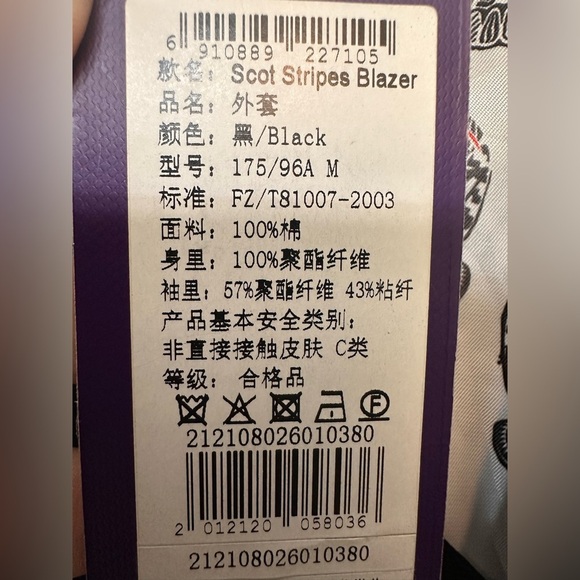 6 910889 227105
款名: Scot Stripes Blazer
品名: 外套
颜色: 黑/Black
型号: 175/96A M
标准: FZ/T81007-2003
面料: 100%棉
身里: 100%聚酯纤维
袖里: 57%聚酯纤维 43%粘纤
产品基本安全类别:
非直接接触皮肤 C类
等级: 合格品
212108026010380
2 012120 058036
212108026010380